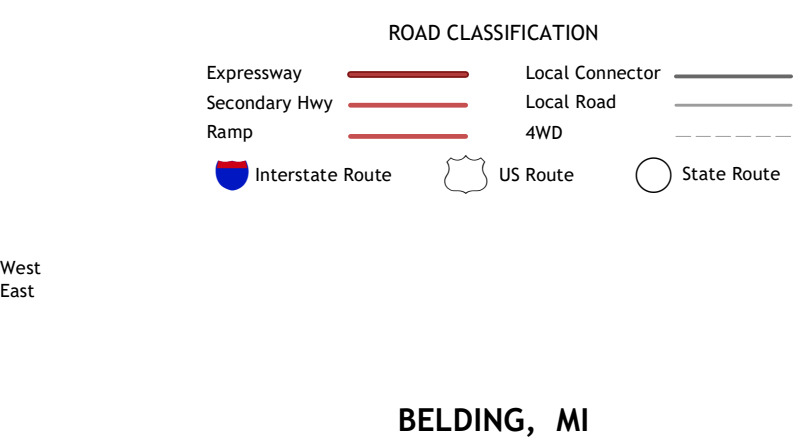 ROAD CLASSIFICATION
Expressway
Local Connector
Secondary Hwy
Local Road
Ramp
4WD
Interstate Route
US Route
State Route
West
East
BELDING, MI